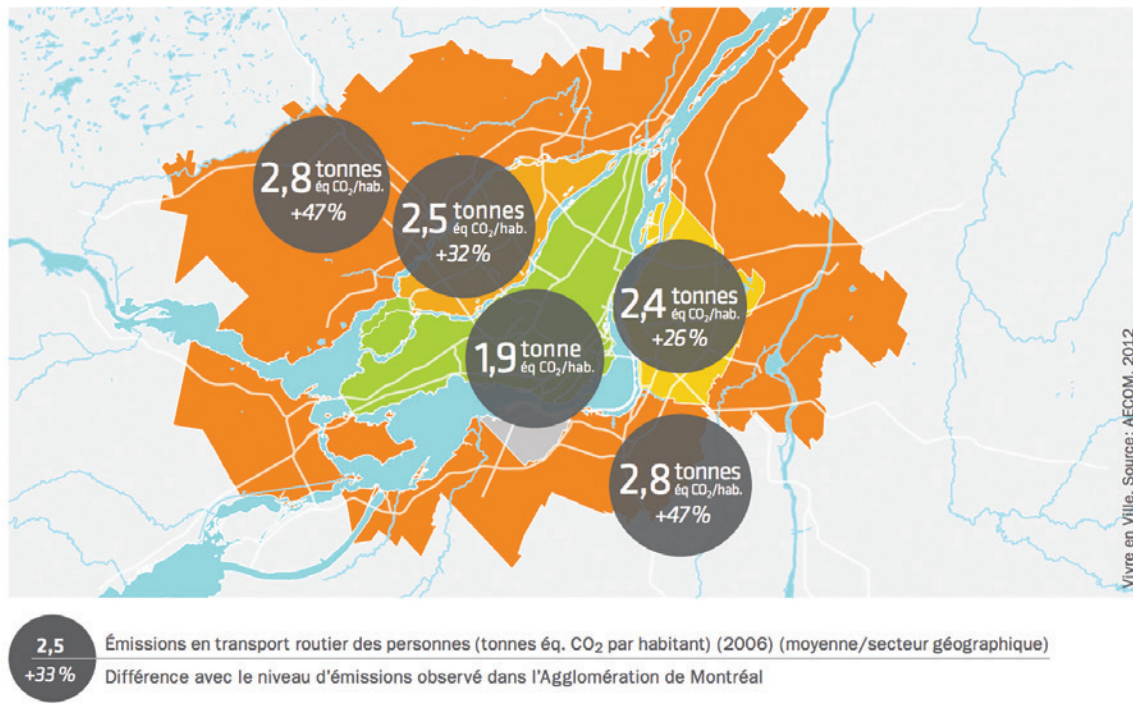 2,8 tonnes
éq CO₂/hab.
+47%
2,5 tonnes
éq CO₂/hab.
+32%
2,4 tonnes
éq CO₂/hab.
+26%
1,9 tonne
éq CO₂/hab.
2,8 tonnes
éq CO₂/hab.
+47%
Vivre en Ville. Source: AECOM, 2012
2,5
Émissions en transport routier des personnes (tonnes éq. CO₂ par habitant) (2006) (moyenne/secteur géographique)
+33 %
Différence avec le niveau d'émissions observé dans l'Agglomération de Montréal